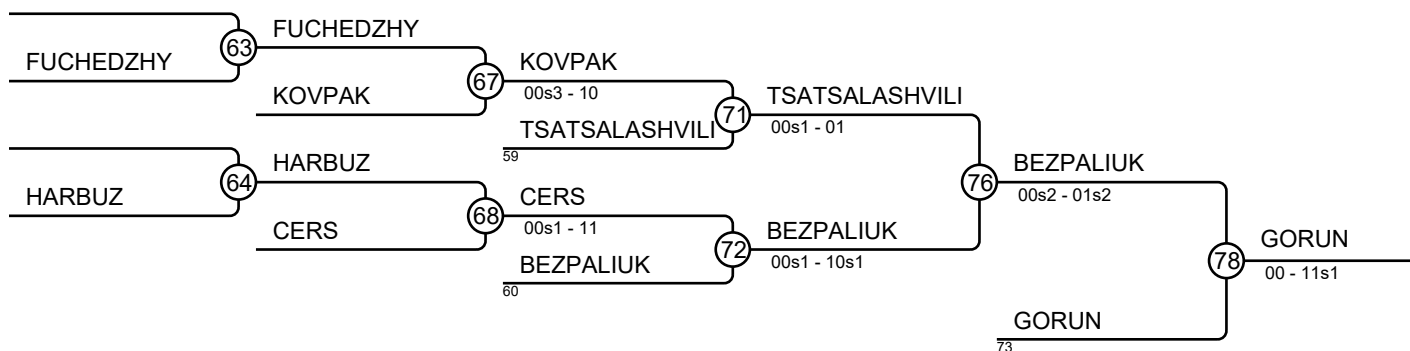 FUCHEDZHY
63
FUCHEDZHY
KOVPAK
67
KOVPAK
00s3 - 10
TSATSALASHVILI
59
71
TSATSALASHVILI
00s1 - 01
HARBUZ
64
HARBUZ
CERS
68
CERS
00s1 - 11
BEZPALIUK
60
72
BEZPALIUK
00s1 - 10s1
76
BEZPALIUK
00s2 - 01s2
GORUN
73
78
GORUN
00 - 11s1